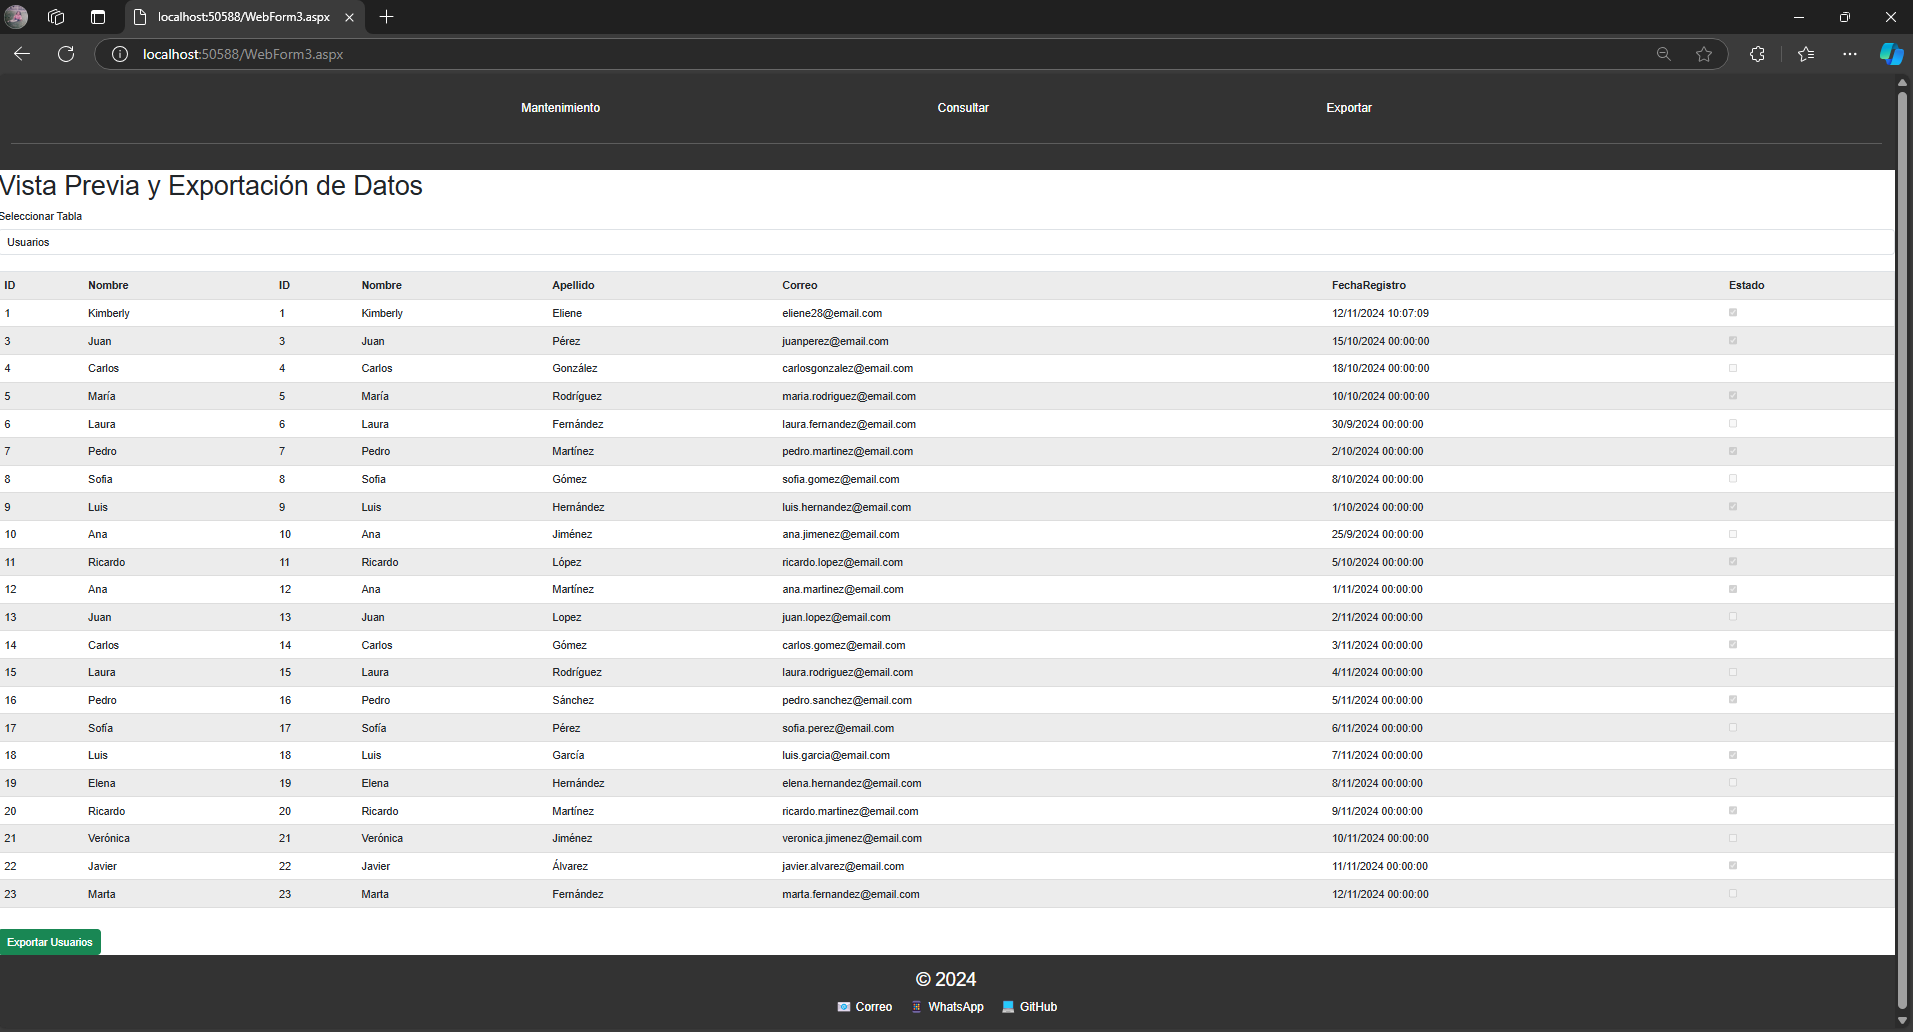 localhost:50588/WebForm3.aspx
localhost:50588/WebForm3.aspx
Mantenimiento Consultar Exportar
Vista Previa y Exportación de Datos
Seleccionar Tabla
Usuarios
ID Nombre ID Nombre Apellido Correo FechaRegistro Estado
1 Kimberly 1 Kimberly Eliene eliene28@email.com 12/11/2024 10:07:09
3 Juan 3 Juan Pérez juanperez@email.com 15/10/2024 00:00:00
4 Carlos 4 Carlos González carlosgonzalez@email.com 18/10/2024 00:00:00
5 María 5 María Rodríguez maria.rodriguez@email.com 10/10/2024 00:00:00
6 Laura 6 Laura Fernández laura.fernandez@email.com 30/9/2024 00:00:00
7 Pedro 7 Pedro Martínez pedro.martinez@email.com 2/10/2024 00:00:00
8 Sofia 8 Sofia Gómez sofia.gomez@email.com 8/10/2024 00:00:00
9 Luis 9 Luis Hernández luis.hernandez@email.com 1/10/2024 00:00:00
10 Ana 10 Ana Jiménez ana.jimenez@email.com 25/9/2024 00:00:00
11 Ricardo 11 Ricardo López ricardo.lopez@email.com 5/10/2024 00:00:00
12 Ana 12 Ana Martínez ana.martinez@email.com 1/11/2024 00:00:00
13 Juan 13 Juan Lopez juan.lopez@email.com 2/11/2024 00:00:00
14 Carlos 14 Carlos Gómez carlos.gomez@email.com 3/11/2024 00:00:00
15 Laura 15 Laura Rodríguez laura.rodriguez@email.com 4/11/2024 00:00:00
16 Pedro 16 Pedro Sánchez pedro.sanchez@email.com 5/11/2024 00:00:00
17 Sofía 17 Sofía Pérez sofia.perez@email.com 6/11/2024 00:00:00
18 Luis 18 Luis García luis.garcia@email.com 7/11/2024 00:00:00
19 Elena 19 Elena Hernández elena.hernandez@email.com 8/11/2024 00:00:00
20 Ricardo 20 Ricardo Martínez ricardo.martinez@email.com 9/11/2024 00:00:00
21 Verónica 21 Verónica Jiménez veronica.jimenez@email.com 10/11/2024 00:00:00
22 Javier 22 Javier Álvarez javier.alvarez@email.com 11/11/2024 00:00:00
23 Marta 23 Marta Fernández marta.fernandez@email.com 12/11/2024 00:00:00
Exportar Usuarios
© 2024
Correo WhatsApp GitHub